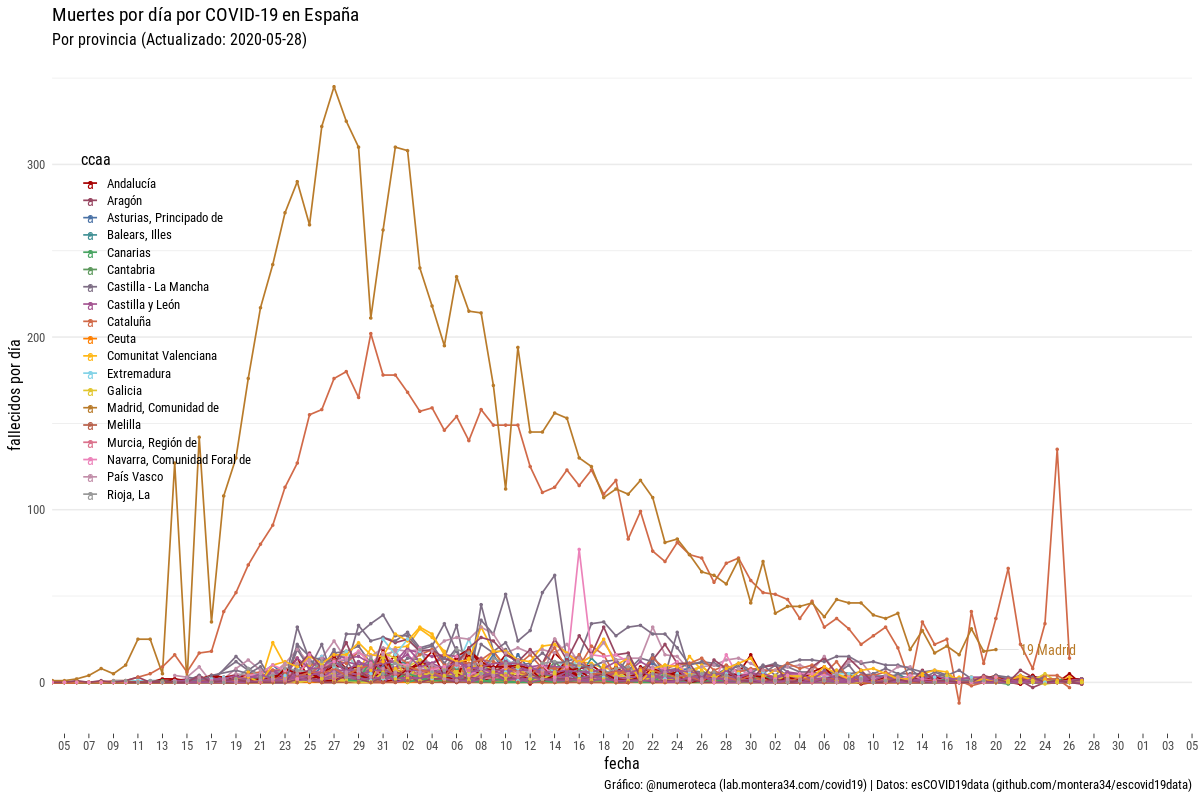 Muertes por día por COVID-19 en España
Por provincia (Actualizado: 2020-05-28)
300
200
100
0
fallecidos por día
ccaa
Andalucía
Aragón
Asturias, Principado de
Balears, Illes
Canarias
Cantabria
Castilla - La Mancha
Castilla y León
Cataluña
Ceuta
Comunitat Valenciana
Extremadura
Galicia
Madrid, Comunidad de
Melilla
Murcia, Región de
Navarra, Comunidad Foral de
País Vasco
Rioja, La
19 Madrid
05 07 09 11 13 15 17 19 21 23 25 27 29 31 02 04 06 08 10 12 14 16 18 20 22 24 26 28 30 02 04 06 08 10 12 14 16 18 20 22 24 26 28 30 01 03 05
fecha
Gráfico: @numeroteca (lab.montera34.com/covid19) | Datos: esCOVID19data (github.com/montera34/escovid19data)